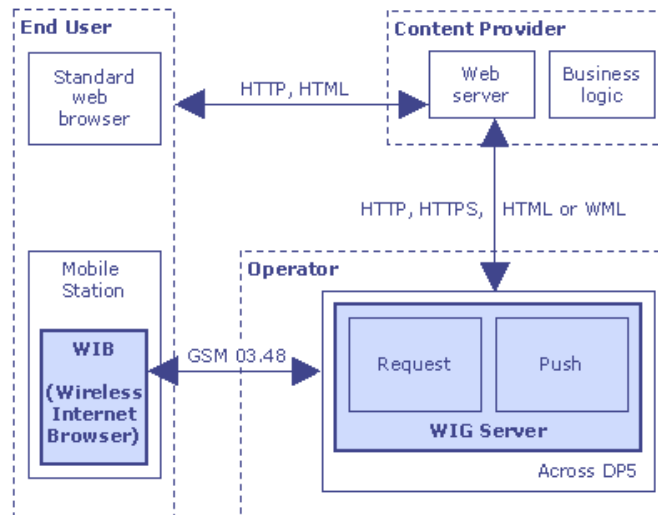 End User
Standard
web
browser
HTTP, HTML
Content Provider
Web
server
Business
logic
HTTP, HTTPS, HTML or WML
Mobile
Station
WIB
(Wireless
Internet
Browser)
GSM 03.48
Operator
Request
Push
WIG Server
Across DP5